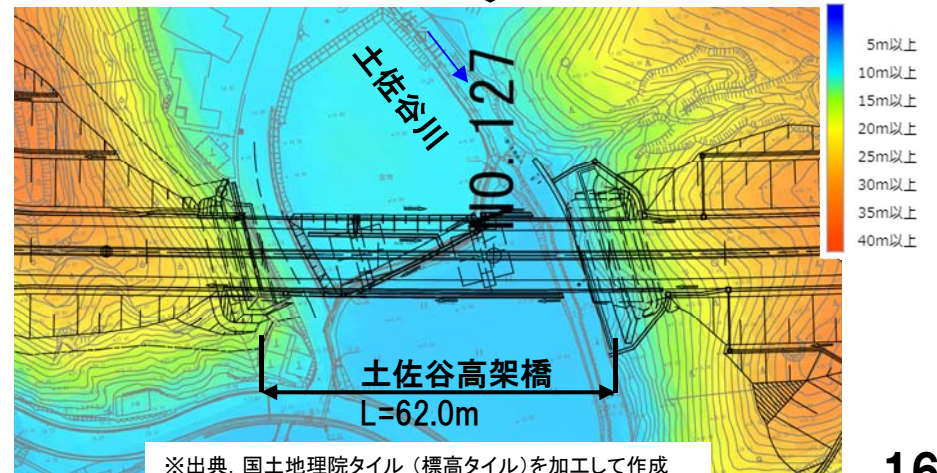 土佐谷川
NO.127
5m以上
10m以上
15m以上
20m以上
25m以上
30m以上
35m以上
40m以上
土佐谷高架橋
L=62.0m
※出典．国土地理院タイル（標高タイル）を加工して作成
16